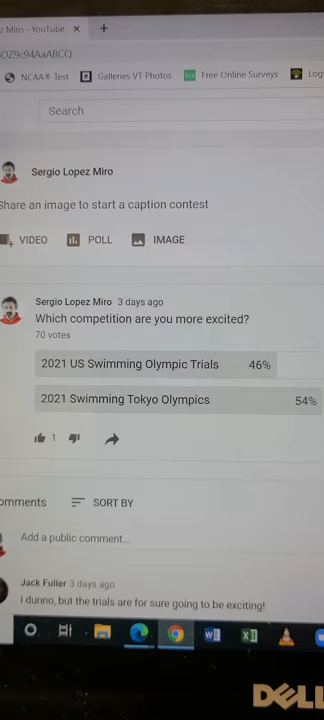 z Miro - YouTube
NCAA® Test
Galleries VT Photos
Free Online Surveys
Log
Search
Sergio Lopez Miro
Share an image to start a caption contest
VIDEO
POLL
IMAGE
Sergio Lopez Miro 3 days ago
Which competition are you more excited?
70 votes
2021 US Swimming Olympic Trials 46%
2021 Swimming Tokyo Olympics 54%
1
omments
SORT BY
Add a public comment...
Jack Fuller 3 days ago
I dunno, but the trials are for sure going to be exciting!
DELL